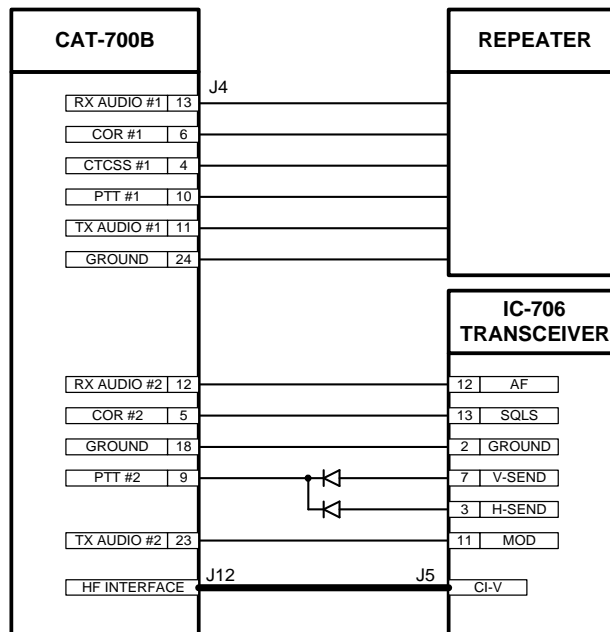 CAT-700B
REPEATER
J4
RX AUDIO #1 13
COR #1 6
CTCSS #1 4
PTT #1 10
TX AUDIO #1 11
GROUND 24
IC-706
TRANSCEIVER
RX AUDIO #2 12
12 AF
COR #2 5
13 SQLS
GROUND 18
2 GROUND
PTT #2 9
7 V-SEND
3 H-SEND
TX AUDIO #2 23
11 MOD
J12
J5
HF INTERFACE
CI-V